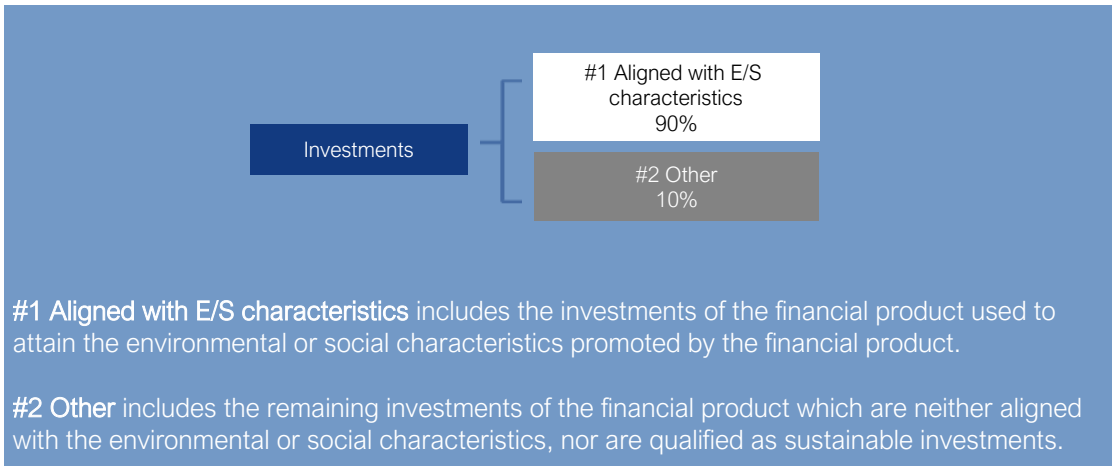 #1 Aligned with E/S
characteristics
90%
Investments
#2 Other
10%
#1 Aligned with E/S characteristics includes the investments of the financial product used to
attain the environmental or social characteristics promoted by the financial product.
#2 Other includes the remaining investments of the financial product which are neither aligned
with the environmental or social characteristics, nor are qualified as sustainable investments.